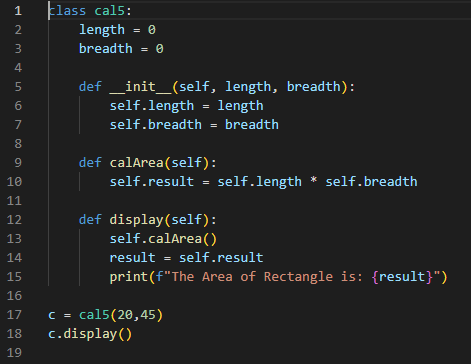 1 class cal5:
2     length = 0
3     breadth = 0
4
5     def __init__(self, length, breadth):
6         self.length = length
7         self.breadth = breadth
8
9     def calArea(self):
10         self.result = self.length * self.breadth
11
12     def display(self):
13         self.calArea()
14         result = self.result
15         print(f"The Area of Rectangle is: {result}")
16
17 c = cal5(20,45)
18 c.display()
19